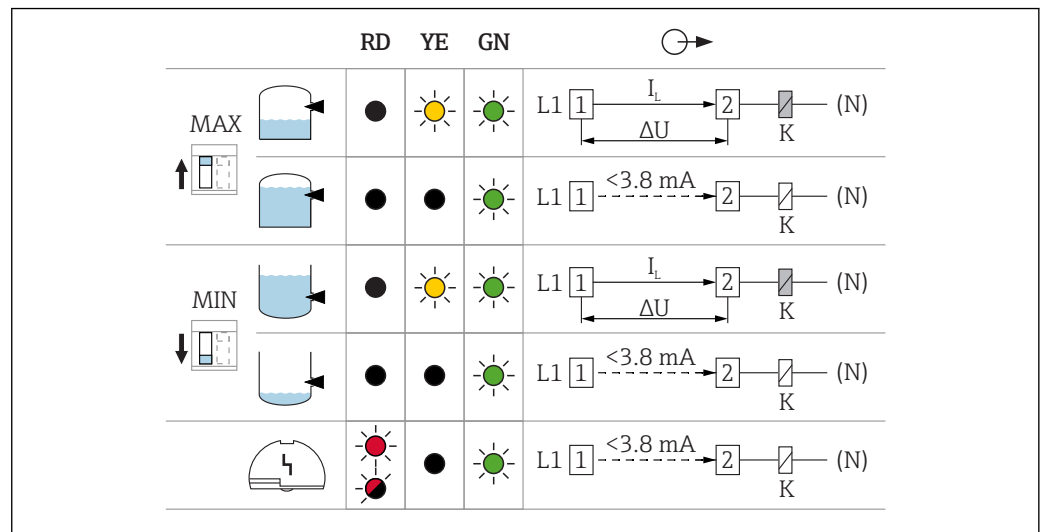 RD YE GN
MAX
L1 1 I_L 2 (N)
ΔU K
L1 1 <3.8 mA 2 (N)
K
MIN
L1 1 I_L 2 (N)
ΔU K
L1 1 <3.8 mA 2 (N)
K
L1 1 <3.8 mA 2 (N)
K